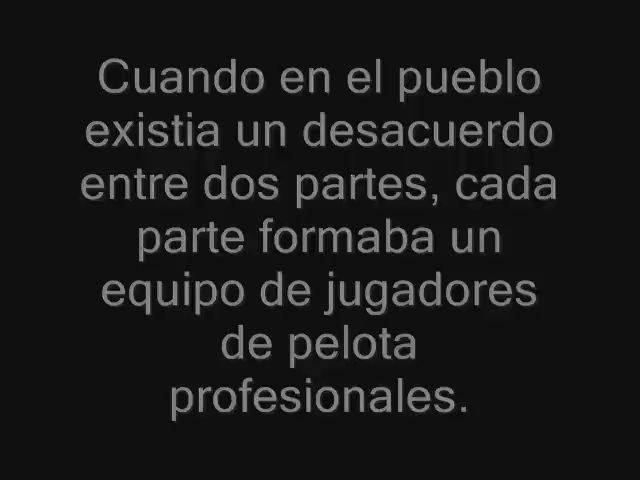 Cuando en el pueblo
existia un desacuerdo
entre dos partes, cada
parte formaba un
equipo de jugadores
de pelota
profesionales.